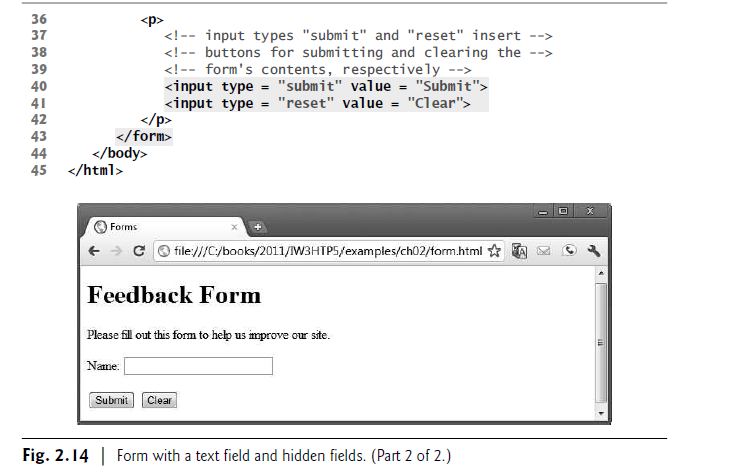 36 <p>
37 <!-- input types "submit" and "reset" insert -->
38 <!-- buttons for submitting and clearing the -->
39 <!-- form's contents, respectively -->
40 <input type = "submit" value = "Submit">
41 <input type = "reset" value = "Clear">
42 </p>
43 </form>
44 </body>
45 </html>
Forms
file:///C:/books/2011/IW3HTP5/examples/ch02/form.html
Feedback Form
Please fill out this form to help us improve our site.
Name:
Submit Clear
Fig. 2.14 | Form with a text field and hidden fields. (Part 2 of 2.)